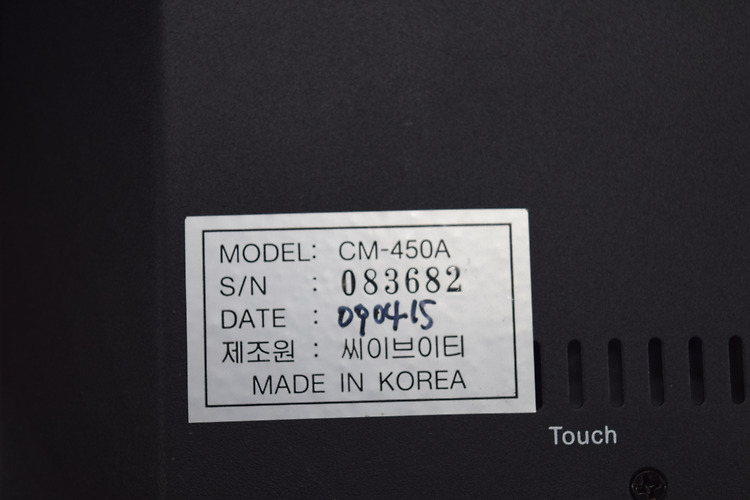 MODEL: CM-450A
S/N : 083682
DATE : 090415
제조원 : 씨이브이티
MADE IN KOREA
Touch